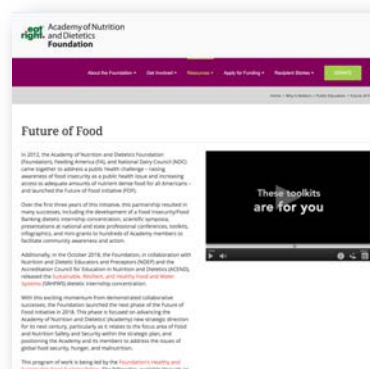 eat right. Academy of Nutrition
and Dietetics
Foundation
About the Foundation Get Involved Resources Apply for Funding Recipient Stories DONATE
Future of Food
In 2012, the Academy of Nutrition and Dietetics Foundation
(Foundation), Feeding America (FA), and National Dairy Council (NDC)
came together to address a public health challenge – raising
awareness of food insecurity as a public health issue and increasing
access to adequate amounts of nutrient dense food for all Americans –
and launched the Future of Food initiative (FOF).
Over the first three years of this initiative, this partnership resulted in
many successes, including the development of a Food Insecurity/Food
Banking dietetic internship concentration, scientific symposia,
presentations at national and state professional conferences, toolkits,
infographics, and mini-grants to hundreds of Academy members to
facilitate community awareness and action.
Additionally, in the October 2018, the Foundation, in collaboration with
Nutrition and Dietetic Educators and Preceptors (NDEP) and the
Accreditation Council for Education in Nutrition and Dietetics (ACEND),
released the Sustainable, Resilient, and Healthy Food and Water
Systems (SRHFWS) dietetic internship concentration.
With this exciting momentum from demonstrated collaborative
successes, the Foundation launched the next phase of the Future of
Food initiative in 2018. This phase is focused on advancing the
Academy of Nutrition and Dietetics' (Academy) new strategic direction
for its next century, particularly as it relates to the focus area of Food
and Nutrition Safety and Security within the strategic plan, and
positioning the Academy and its members to address the issues of
global food security, hunger, and malnutrition.
This program of work is being led by the Foundation's Healthy and
These toolkits
are for you